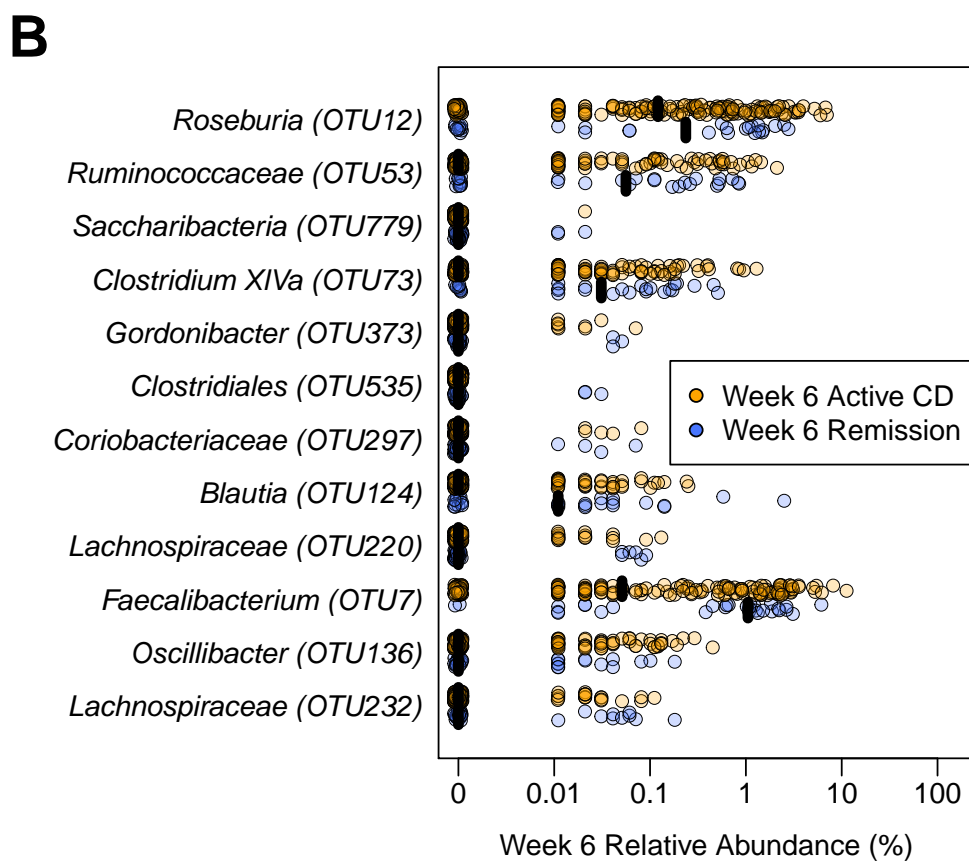 B
Roseburia (OTU12)
Ruminococcaceae (OTU53)
Saccharibacteria (OTU779)
Clostridium XIVa (OTU73)
Gordonibacter (OTU373)
Clostridiales (OTU535)
Coriobacteriaceae (OTU297)
Blautia (OTU124)
Lachnospiraceae (OTU220)
Faecalibacterium (OTU7)
Oscillibacter (OTU136)
Lachnospiraceae (OTU232)
Week 6 Active CD
Week 6 Remission
0 0.01 0.1 1 10 100
Week 6 Relative Abundance (%)